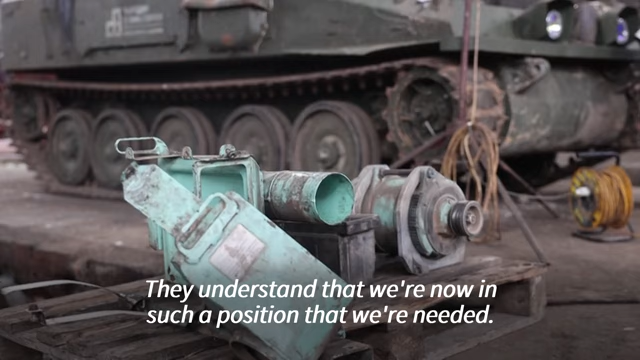 They understand that we're now in
such a position that we're needed.